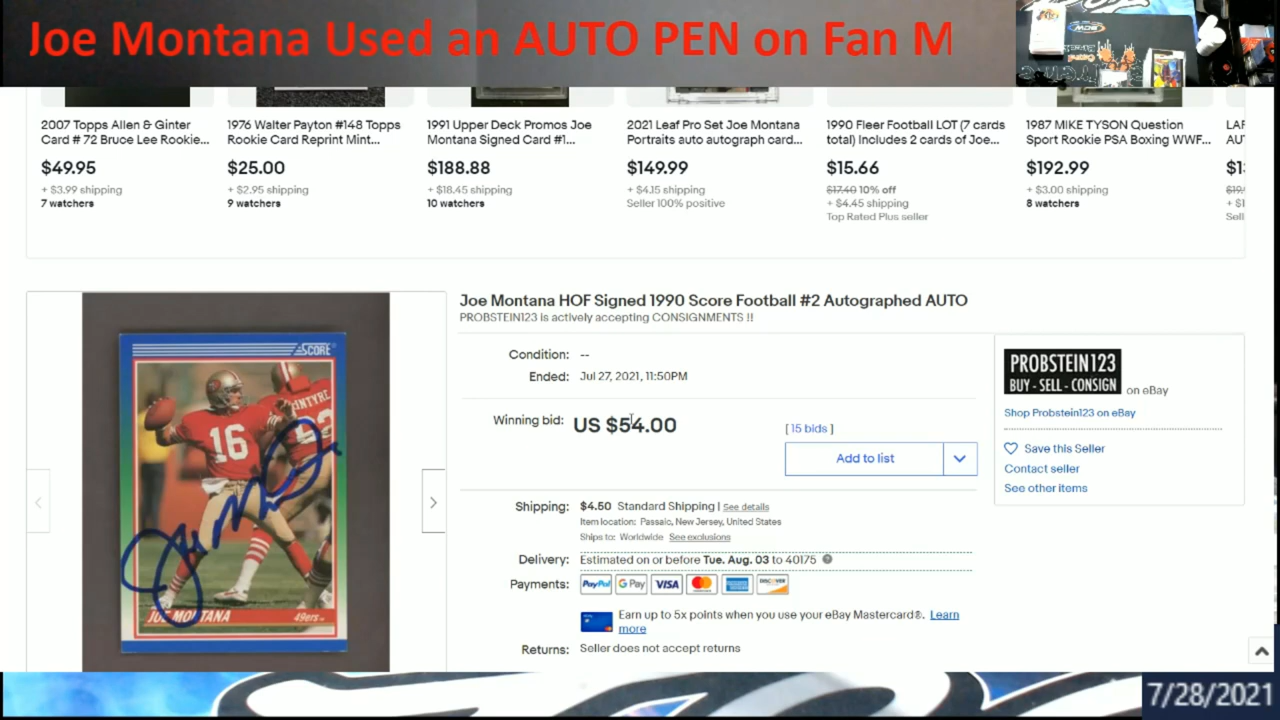 Joe Montana Used an AUTO PEN on Fan M
2007 Topps Allen & Ginter
Card # 72 Bruce Lee Rookie...
$49.95
+ $3.99 shipping
7 watchers
1976 Walter Payton #148 Topps
Rookie Card Reprint Mint...
$25.00
+ $2.95 shipping
9 watchers
1991 Upper Deck Promos Joe
Montana Signed Card #1...
$188.88
+ $18.45 shipping
10 watchers
2021 Leaf Pro Set Joe Montana
Portraits auto autograph card...
$149.99
+ $4.15 shipping
Seller 100% positive
1990 Fleer Football LOT (7 cards
total) Includes 2 cards of Joe...
$15.66
$17.40 10% off
+ $4.45 shipping
Top Rated Plus seller
1987 MIKE TYSON Question
Sport Rookie PSA Boxing WWF...
$192.99
+ $3.00 shipping
8 watchers
Joe Montana HOF Signed 1990 Score Football #2 Autographed AUTO
PROBSTEIN123 is actively accepting CONSIGNMENTS !!
Condition: --
Ended: Jul 27, 2021, 11:50PM
Winning bid: US $54.00
[ 15 bids ]
Add to list
Shipping: $4.50 Standard Shipping | See details
Item location: Passaic, New Jersey, United States
Ships to: Worldwide See exclusions
Delivery: Estimated on or before Tue. Aug. 03 to 40175
Payments: PayPal G Pay VISA DISCOVER
Earn up to 5x points when you use your eBay Mastercard®. Learn
more
Returns: Seller does not accept returns
PROBSTEIN123
BUY - SELL - CONSIGN
on eBay
Shop Probstein123 on eBay
Save this Seller
Contact seller
See other items
SCORE
16
JOE MONTANA
49ers
7/28/2021